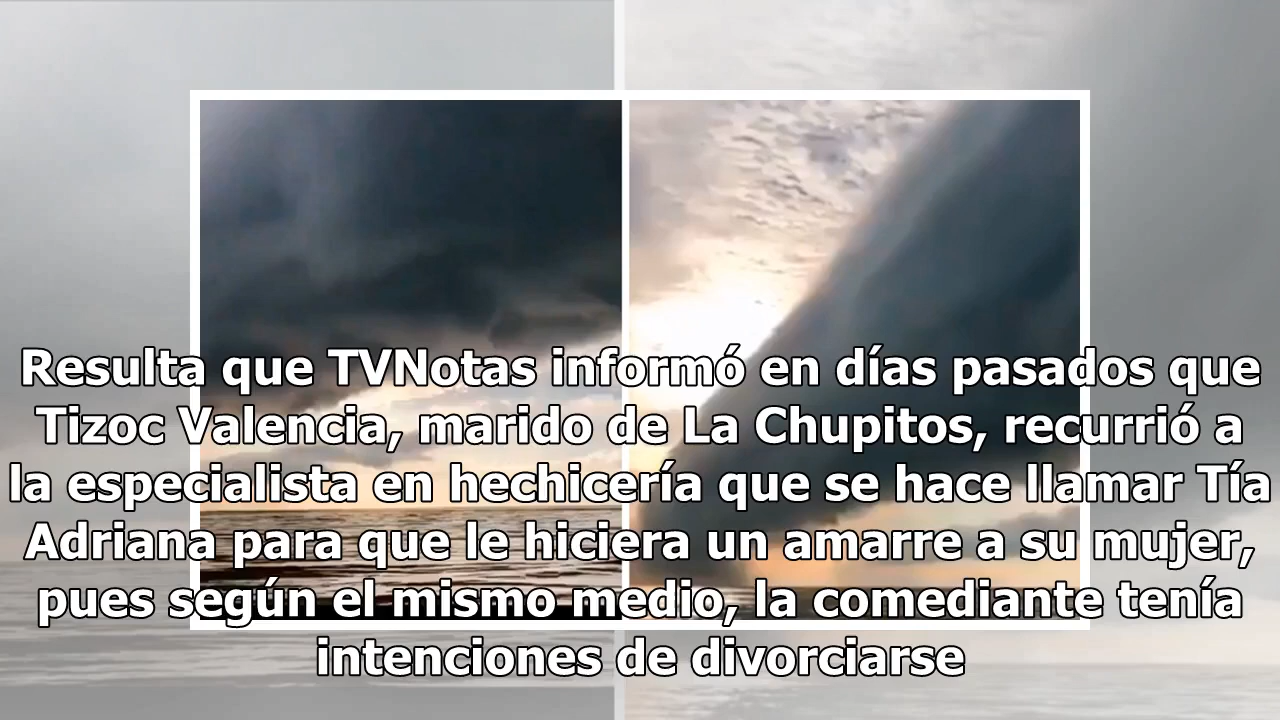 Resulta que TVNotas informó en días pasados que
Tizoc Valencia, marido de La Chupitos, recurrió a
la especialista en hechicería que se hace llamar Tía
Adriana para que le hiciera un amarre a su mujer,
pues según el mismo medio, la comediante tenía
intenciones de divorciarse